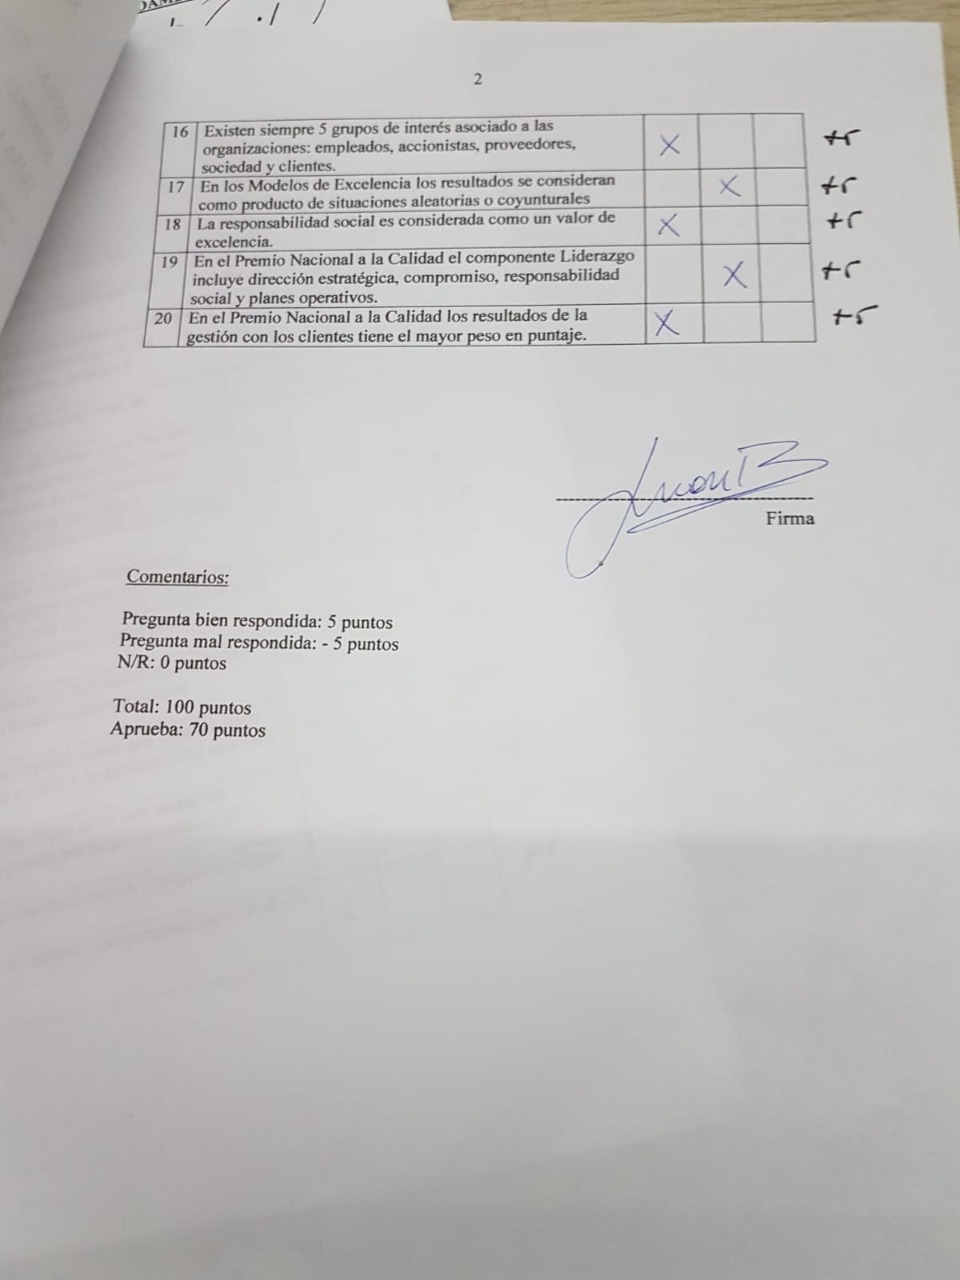 2
16 Existen siempre 5 grupos de interés asociado a las
organizaciones: empleados, accionistas, proveedores,
sociedad y clientes.
X
+5
17 En los Modelos de Excelencia los resultados se consideran
como producto de situaciones aleatorias o coyunturales
X
+5
18 La responsabilidad social es considerada como un valor de
excelencia.
X
+5
19 En el Premio Nacional a la Calidad el componente Liderazgo
incluye dirección estratégica, compromiso, responsabilidad
social y planes operativos.
X
+5
20 En el Premio Nacional a la Calidad los resultados de la
gestión con los clientes tiene el mayor peso en puntaje.
X
+5
Firma
Comentarios:
Pregunta bien respondida: 5 puntos
Pregunta mal respondida: - 5 puntos
N/R: 0 puntos
Total: 100 puntos
Aprueba: 70 puntos